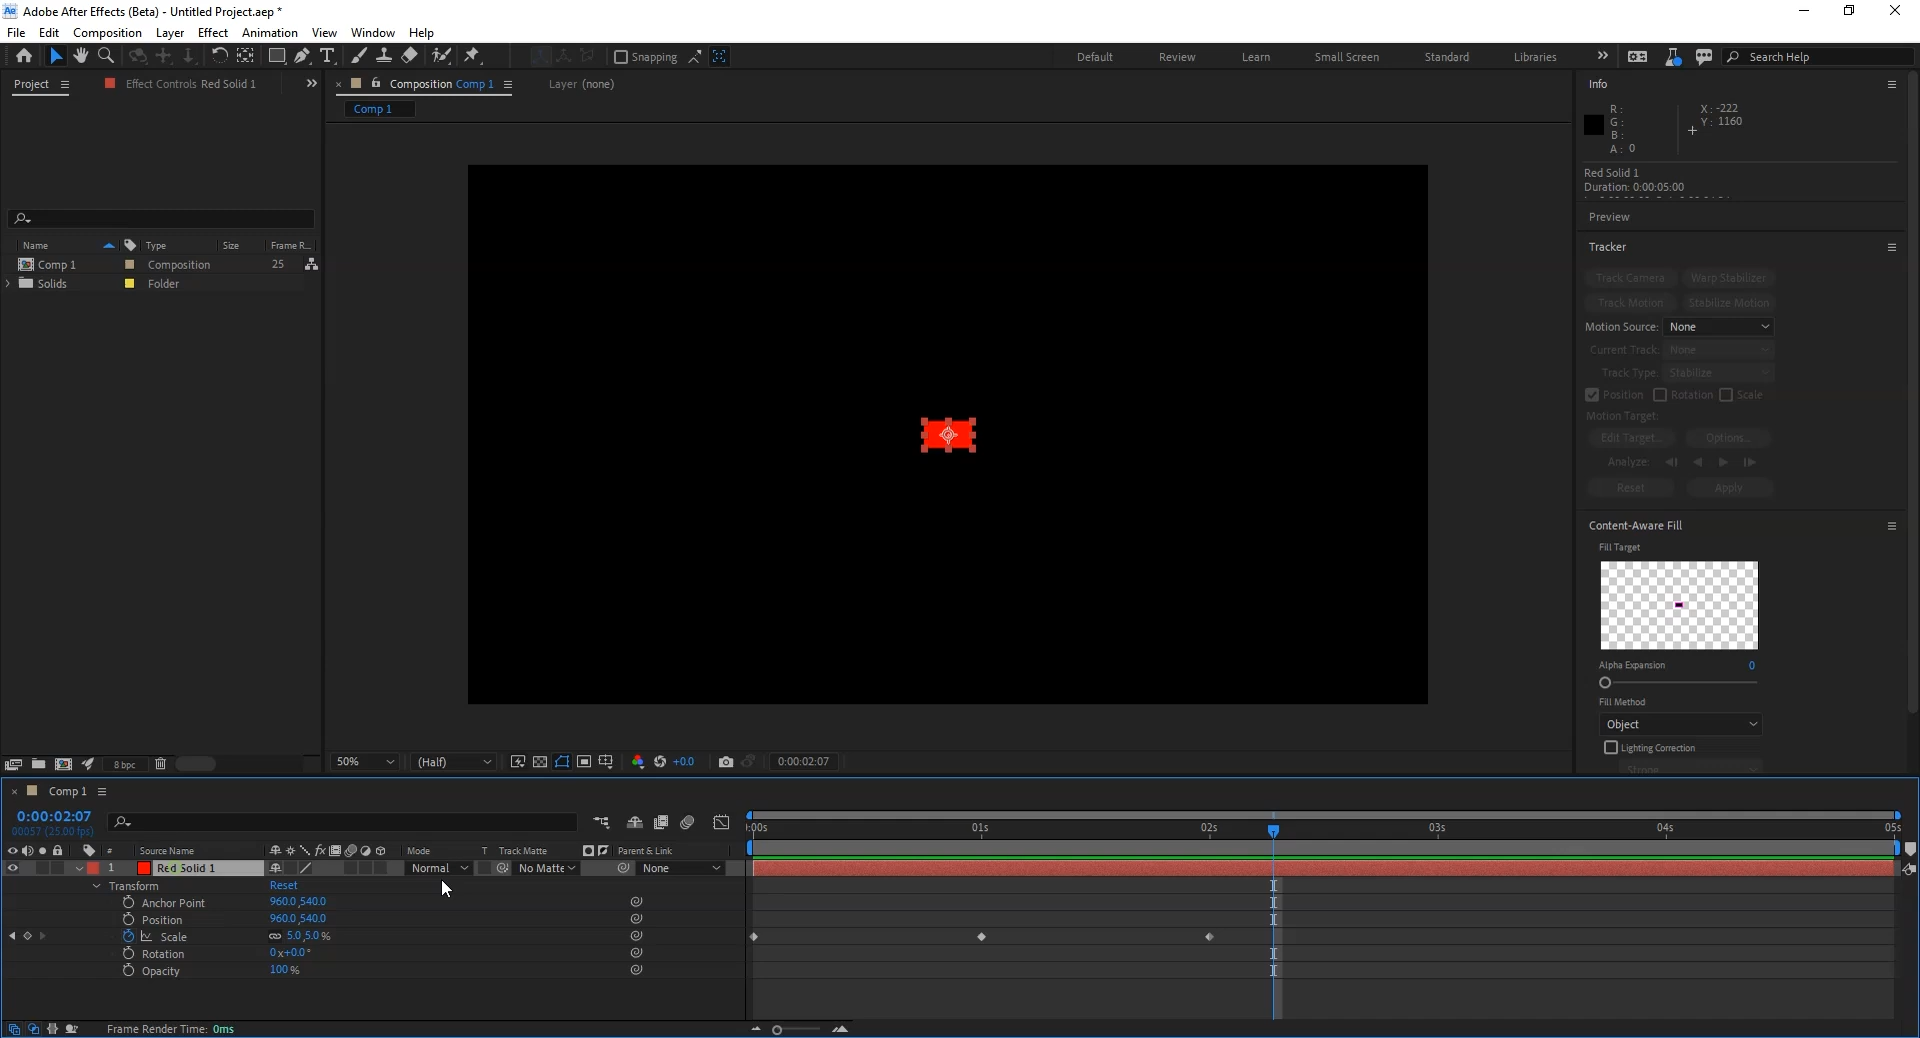 Adobe After Effects (Beta) - Untitled Project.aep *
File Edit Composition Layer Effect Animation View Window Help
Snapping
Default Review Learn Small Screen Standard Libraries Search Help
Project Effect Controls Red Solid 1
Composition Comp 1 Layer (none)
Comp 1
Name Type Size Frame R...
Comp 1 Composition 25
Solids Folder
8 bpc
50% (Half) +0.0 0:00:02:07
Info
R: X: -222
G: Y: 1160
B:
A: 0
Red Solid 1
Duration: 0:00:05:00
Preview
Tracker
Track Camera Warp Stabilizer
Track Motion Stabilize Motion
Motion Source: None
Current Track: None
Track Type: Stabilize
Position Rotation Scale
Motion Target:
Edit Target... Options...
Analyze:
Reset Apply
Content-Aware Fill
Fill Target
Alpha Expansion 0
Fill Method
Object
Lighting Correction
Strong
Comp 1
0:00:02:07
00057 (25.00 fps)
:00s 01s 02s 03s 04s 05s
# Source Name fx Mode T Track Matte Parent & Link
1 Red Solid 1 Normal No Matte None
Transform Reset
Anchor Point 960.0,540.0
Position 960.0,540.0
Scale 5.0,5.0%
Rotation 0x+0.0°
Opacity 100%
Frame Render Time: 0ms